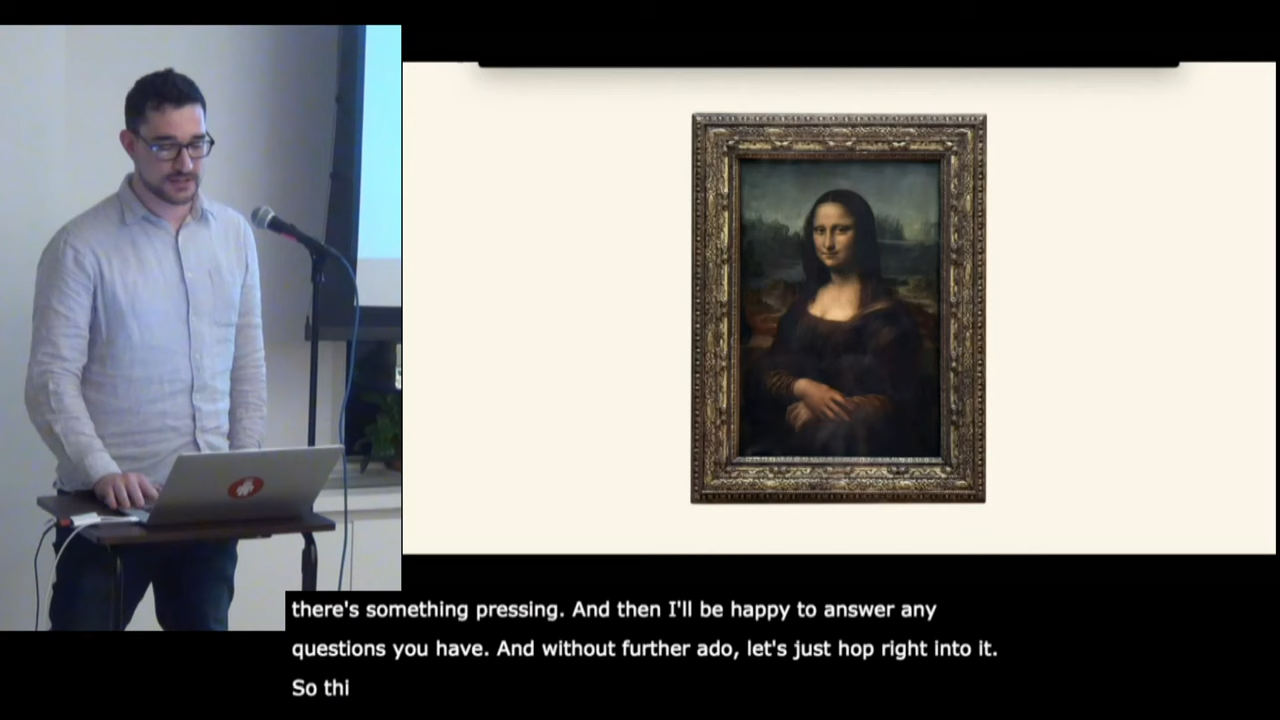 there's something pressing. And then I'll be happy to answer any
questions you have. And without further ado, let's just hop right into it.
So thi